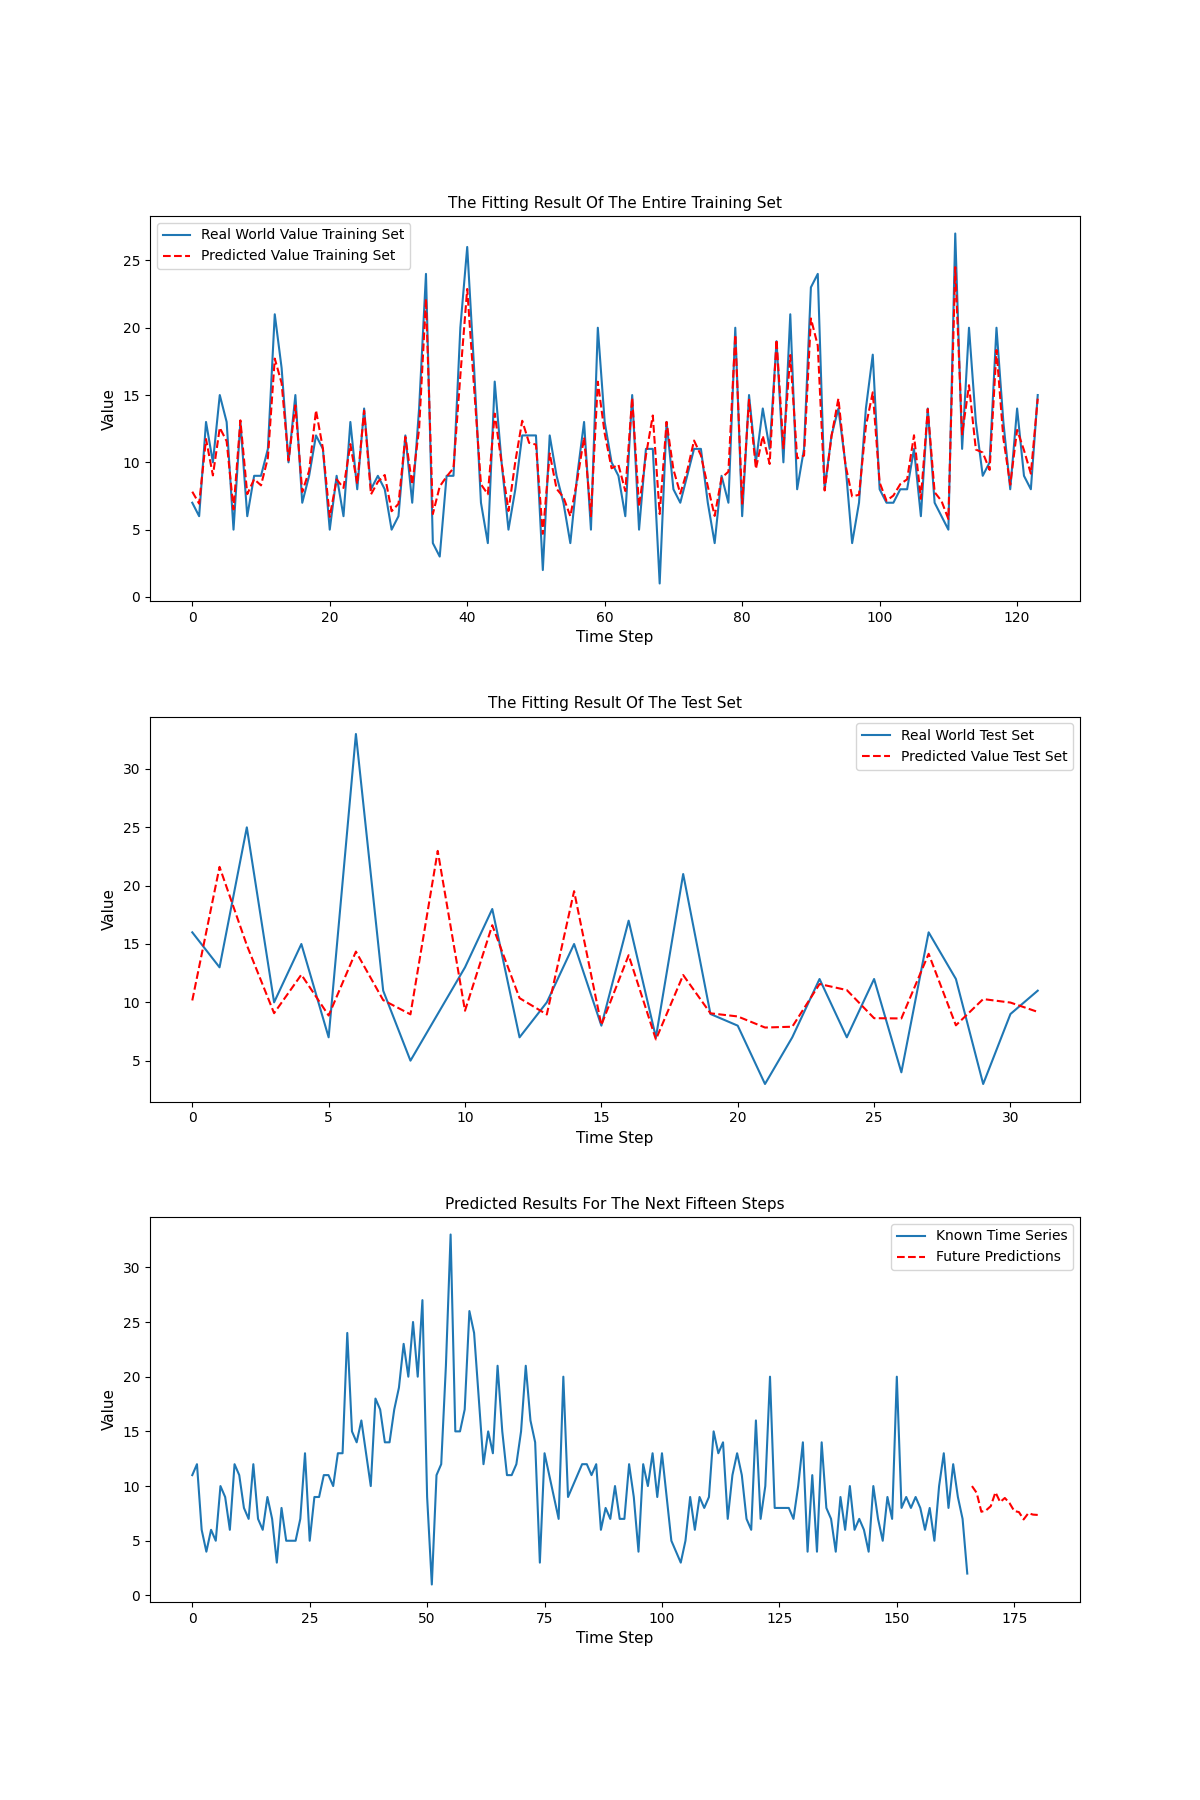 The Fitting Result Of The Entire Training Set
Real World Value Training Set
Predicted Value Training Set
Value
25
20
15
10
5
0
0 20 40 60 80 100 120
Time Step
The Fitting Result Of The Test Set
Real World Test Set
Predicted Value Test Set
Value
30
25
20
15
10
5
0 5 10 15 20 25 30
Time Step
Predicted Results For The Next Fifteen Steps
Known Time Series
Future Predictions
Value
30
25
20
15
10
5
0
0 25 50 75 100 125 150 175
Time Step